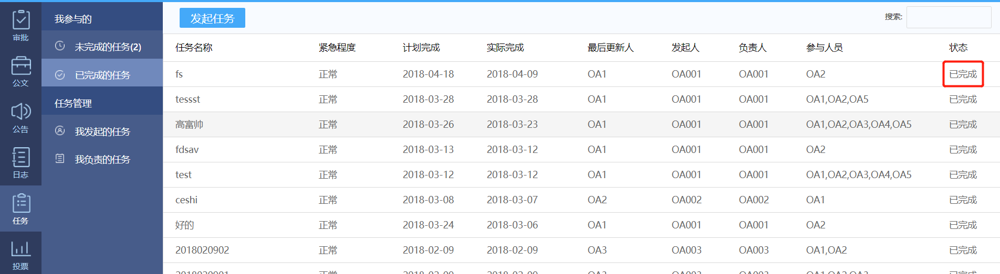 审批
公文
公告
日志
任务
投票
我参与的
未完成的任务(2)
已完成的任务
任务管理
我发起的任务
我负责的任务
发起任务 搜索:
任务名称 紧急程度 计划完成 实际完成 最后更新人 发起人 负责人 参与人员 状态
fs 正常 2018-04-18 2018-04-09 OA1 OA001 OA001 OA2 已完成
tessst 正常 2018-03-28 2018-03-28 OA1 OA001 OA001 OA1,OA2,OA5 已完成
高富帅 正常 2018-03-26 2018-03-23 OA1 OA001 OA001 OA1,OA2,OA3,OA4,OA5 已完成
fdsav 正常 2018-03-13 2018-03-12 OA1 OA001 OA001 OA2 已完成
test 正常 2018-03-12 2018-03-12 OA1 OA001 OA001 OA1,OA2,OA3,OA4,OA5 已完成
ceshi 正常 2018-03-08 2018-03-07 OA2 OA002 OA002 OA1 已完成
好的 正常 2018-03-24 2018-03-06 OA1 OA001 OA001 OA2 已完成
2018020902 正常 2018-02-09 2018-02-09 OA3 OA003 OA003 OA1,OA2 已完成